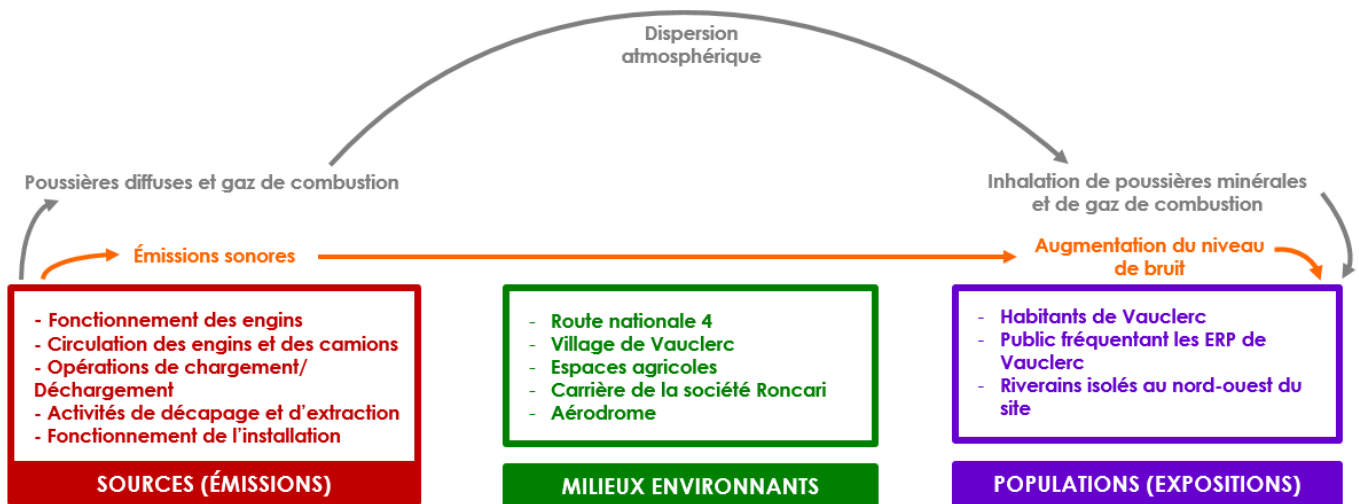 Dispersion
atmosphérique
Poussières diffuses et gaz de combustion
Inhalation de poussières minérales
et de gaz de combustion
Émissions sonores
Augmentation du niveau
de bruit
- Fonctionnement des engins
- Circulation des engins et des camions
- Opérations de chargement/
Déchargement
- Activités de décapage et d'extraction
- Fonctionnement de l'installation
SOURCES (ÉMISSIONS)
- Route nationale 4
- Village de Vauclerc
- Espaces agricoles
- Carrière de la société Roncari
- Aérodrome
MILIEUX ENVIRONNANTS
- Habitants de Vauclerc
- Public fréquentant les ERP de
Vauclerc
- Riverains isolés au nord-ouest du
site
POPULATIONS (EXPOSITIONS)